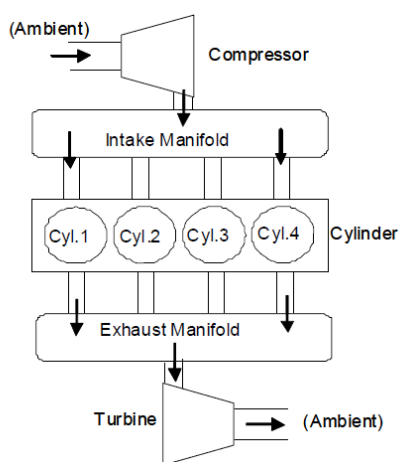 (Ambient)
Compressor
Intake Manifold
Cyl.1 Cyl.2 Cyl.3 Cyl.4 Cylinder
Exhaust Manifold
Turbine
(Ambient)